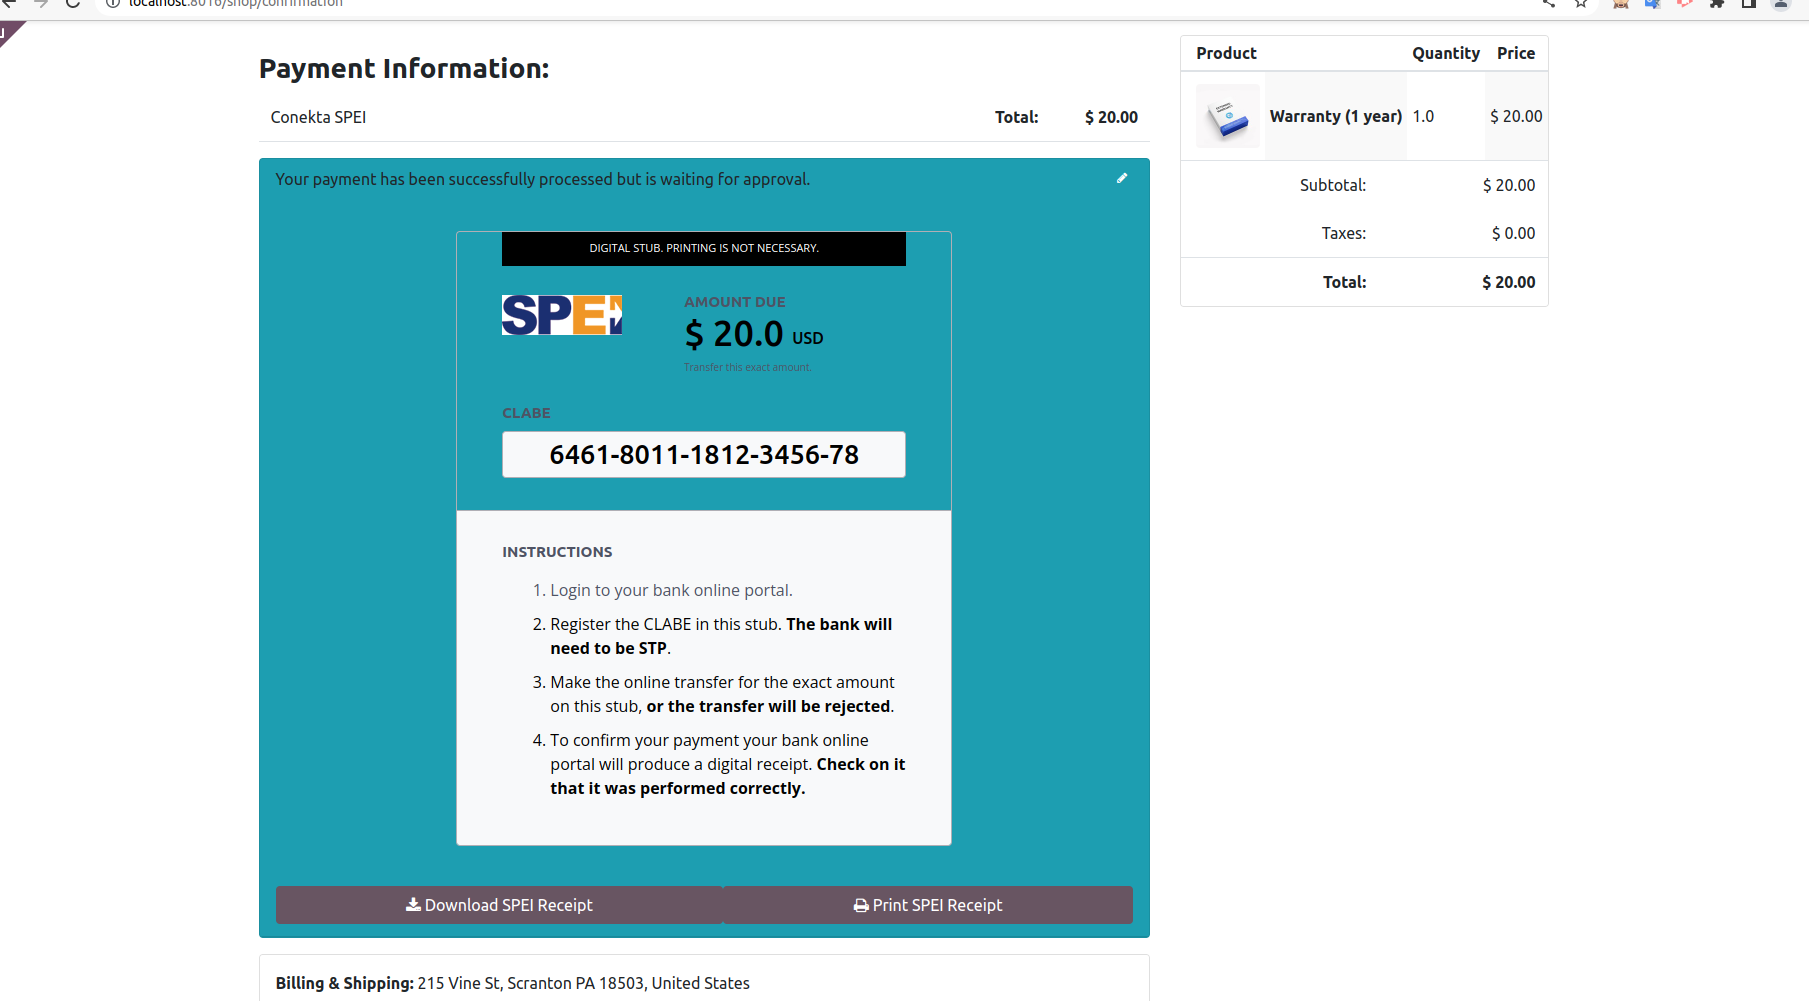 localhost:8016/shop/confirmation
Payment Information:
Conekta SPEI Total: $ 20.00
Your payment has been successfully processed but is waiting for approval.
DIGITAL STUB. PRINTING IS NOT NECESSARY.
SPEI
AMOUNT DUE
$ 20.0 USD
Transfer this exact amount.
CLABE
6461-8011-1812-3456-78
INSTRUCTIONS
1. Login to your bank online portal.
2. Register the CLABE in this stub. The bank will
need to be STP.
3. Make the online transfer for the exact amount
on this stub, or the transfer will be rejected.
4. To confirm your payment your bank online
portal will produce a digital receipt. Check on it
that it was performed correctly.
Download SPEI Receipt
Print SPEI Receipt
Billing & Shipping: 215 Vine St, Scranton PA 18503, United States
Product Quantity Price
Warranty (1 year) 1.0 $ 20.00
Subtotal: $ 20.00
Taxes: $ 0.00
Total: $ 20.00